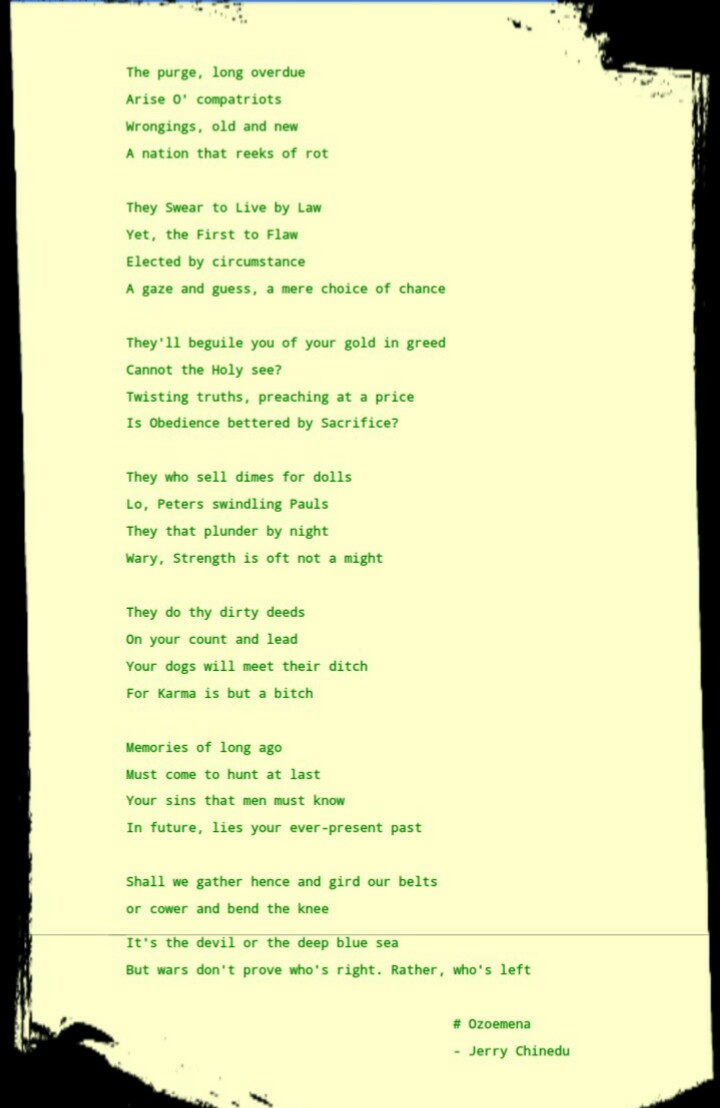 The purge, long overdue
Arise O' compatriots
Wrongings, old and new
A nation that reeks of rot
They Swear to Live by Law
Yet, the First to Flaw
Elected by circumstance
A gaze and guess, a mere choice of chance
They'll beguile you of your gold in greed
Cannot the Holy see?
Twisting truths, preaching at a price
Is Obedience bettered by Sacrifice?
They who sell dimes for dolls
Lo, Peters swindling Pauls
They that plunder by night
Wary, Strength is oft not a might
They do thy dirty deeds
On your count and lead
Your dogs will meet their ditch
For Karma is but a bitch
Memories of long ago
Must come to hunt at last
Your sins that men must know
In future, lies your ever-present past
Shall we gather hence and gird our belts
or cower and bend the knee
It's the devil or the deep blue sea
But wars don't prove who's right. Rather, who's left
# Ozoemena
- Jerry Chinedu